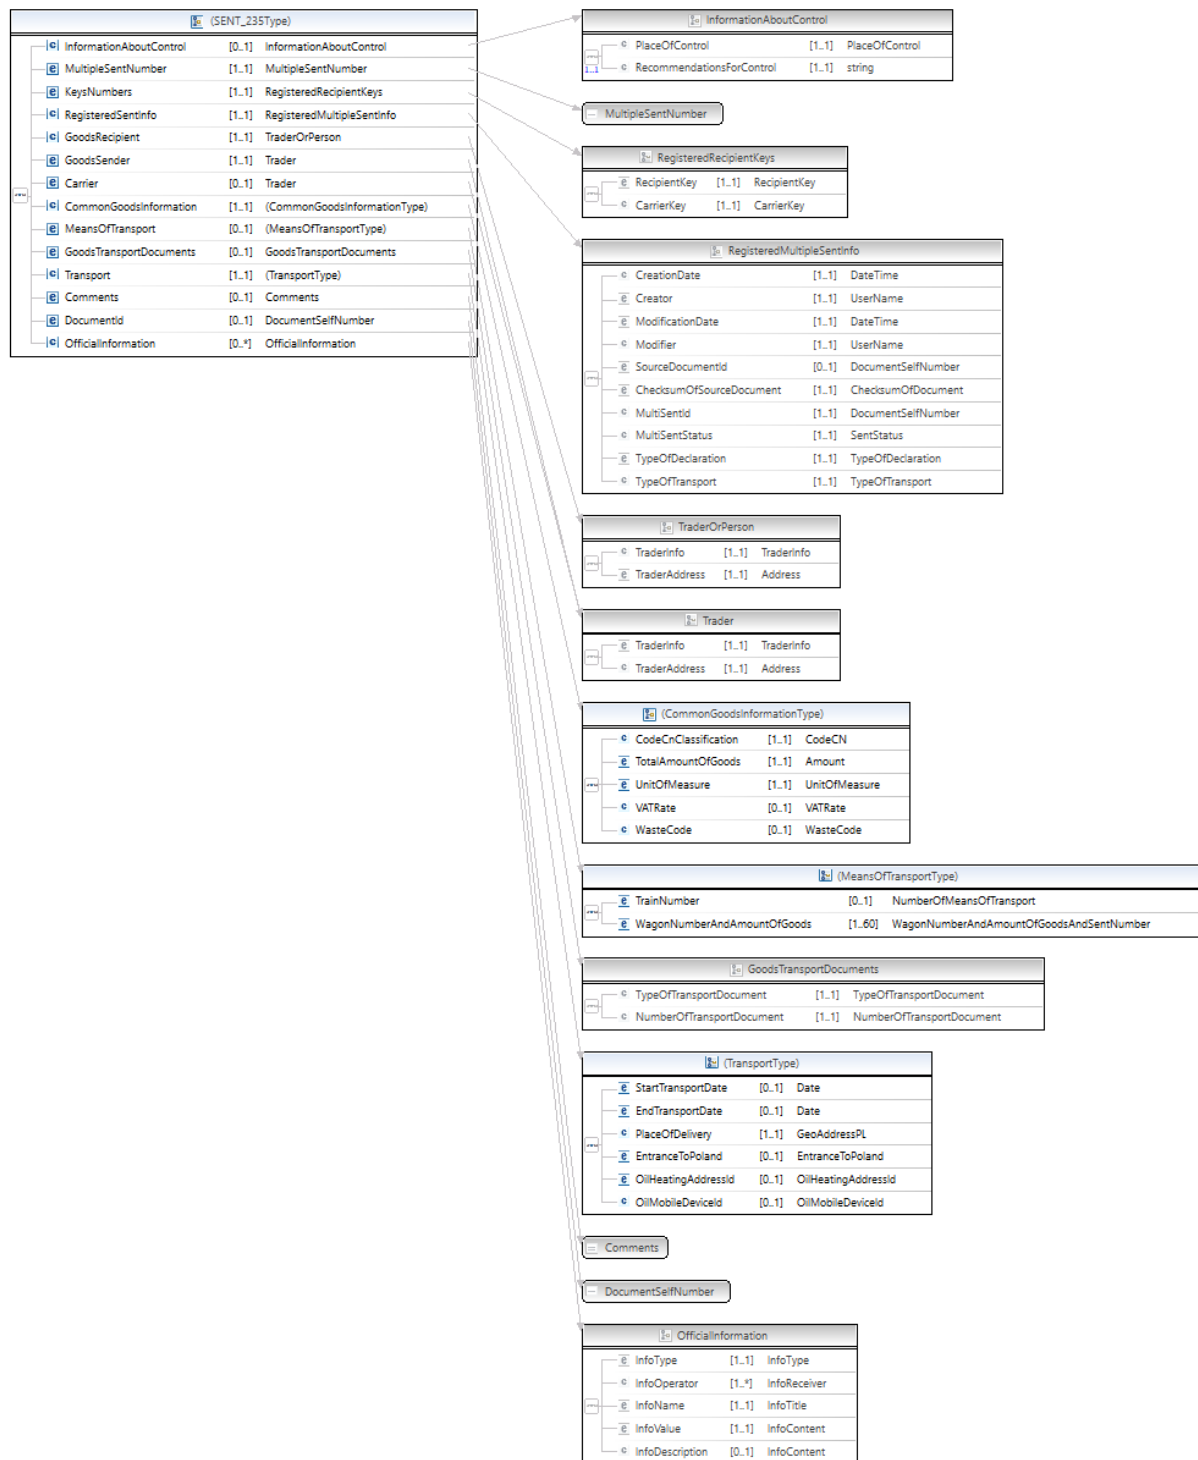 (SENT_235Type)
InformationAboutControl [0..1] InformationAboutControl
MultipleSentNumber [1..1] MultipleSentNumber
KeysNumbers [1..1] RegisteredRecipientKeys
RegisteredSentInfo [1..1] RegisteredMultipleSentInfo
GoodsRecipient [1..1] TraderOrPerson
GoodsSender [1..1] Trader
Carrier [0..1] Trader
CommonGoodsInformation [1..1] (CommonGoodsInformationType)
MeansOfTransport [0..1] (MeansOfTransportType)
GoodsTransportDocuments [0..1] GoodsTransportDocuments
Transport [1..1] (TransportType)
Comments [0..1] Comments
DocumentId [0..1] DocumentSelfNumber
OfficialInformation [0..*] OfficialInformation
InformationAboutControl
PlaceOfControl [1..1] PlaceOfControl
RecommendationsForControl [1..1] string
1..1
MultipleSentNumber
RegisteredRecipientKeys
RecipientKey [1..1] RecipientKey
CarrierKey [1..1] CarrierKey
RegisteredMultipleSentInfo
CreationDate [1..1] DateTime
Creator [1..1] UserName
ModificationDate [1..1] DateTime
Modifier [1..1] UserName
SourceDocumentId [0..1] DocumentSelfNumber
ChecksumOfSourceDocument [1..1] ChecksumOfDocument
MultiSentId [1..1] DocumentSelfNumber
MultiSentStatus [1..1] SentStatus
TypeOfDeclaration [1..1] TypeOfDeclaration
TypeOfTransport [1..1] TypeOfTransport
TraderOrPerson
TraderInfo [1..1] TraderInfo
TraderAddress [1..1] Address
Trader
TraderInfo [1..1] TraderInfo
TraderAddress [1..1] Address
(CommonGoodsInformationType)
CodeCnClassification [1..1] CodeCN
TotalAmountOfGoods [1..1] Amount
UnitOfMeasure [1..1] UnitOfMeasure
VATRate [0..1] VATRate
WasteCode [0..1] WasteCode
(MeansOfTransportType)
TrainNumber [0..1] NumberOfMeansOfTransport
WagonNumberAndAmountOfGoods [1..60] WagonNumberAndAmountOfGoodsAndSentNumber
GoodsTransportDocuments
TypeOfTransportDocument [1..1] TypeOfTransportDocument
NumberOfTransportDocument [1..1] NumberOfTransportDocument
(TransportType)
StartTransportDate [0..1] Date
EndTransportDate [0..1] Date
PlaceOfDelivery [1..1] GeoAddressPL
EntranceToPoland [0..1] EntranceToPoland
OilHeatingAddressId [0..1] OilHeatingAddressId
OilMobileDeviceId [0..1] OilMobileDeviceId
Comments
DocumentSelfNumber
OfficialInformation
InfoType [1..1] InfoType
InfoOperator [1..*] InfoReceiver
InfoName [1..1] InfoTitle
InfoValue [1..1] InfoContent
InfoDescription [0..1] InfoContent